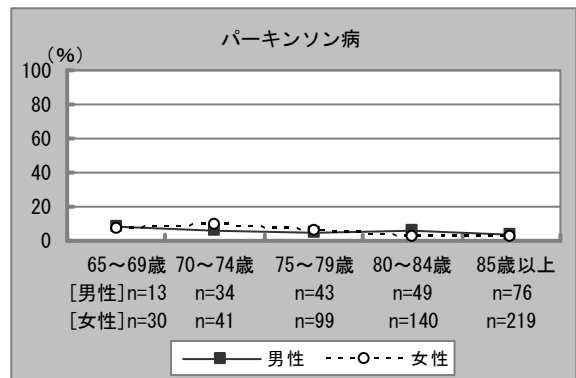 パーキンソン病
(%)
100
80
60
40
20
0
65～69歳 70～74歳 75～79歳 80～84歳 85歳以上
[男性]n=13 n=34 n=43 n=49 n=76
[女性]n=30 n=41 n=99 n=140 n=219
男性 女性